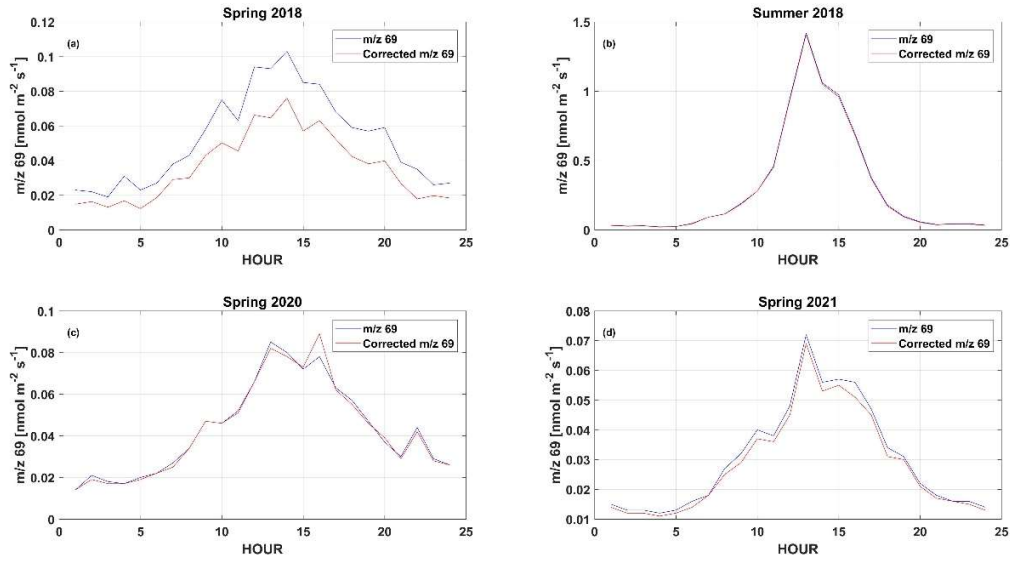 Spring 2018
(a)
m/z 69
Corrected m/z 69
m/z 69 [nmol m⁻² s⁻¹]
0.12
0.1
0.08
0.06
0.04
0.02
0
0 5 10 15 20 25
HOUR
Summer 2018
(b)
m/z 69
Corrected m/z 69
m/z 69 [nmol m⁻² s⁻¹]
1.5
1
0.5
0
0 5 10 15 20 25
HOUR
Spring 2020
(c)
m/z 69
Corrected m/z 69
m/z 69 [nmol m⁻² s⁻¹]
0.1
0.08
0.06
0.04
0.02
0
0 5 10 15 20 25
HOUR
Spring 2021
(d)
m/z 69
Corrected m/z 69
m/z 69 [nmol m⁻² s⁻¹]
0.08
0.07
0.06
0.05
0.04
0.03
0.02
0.01
0 5 10 15 20 25
HOUR